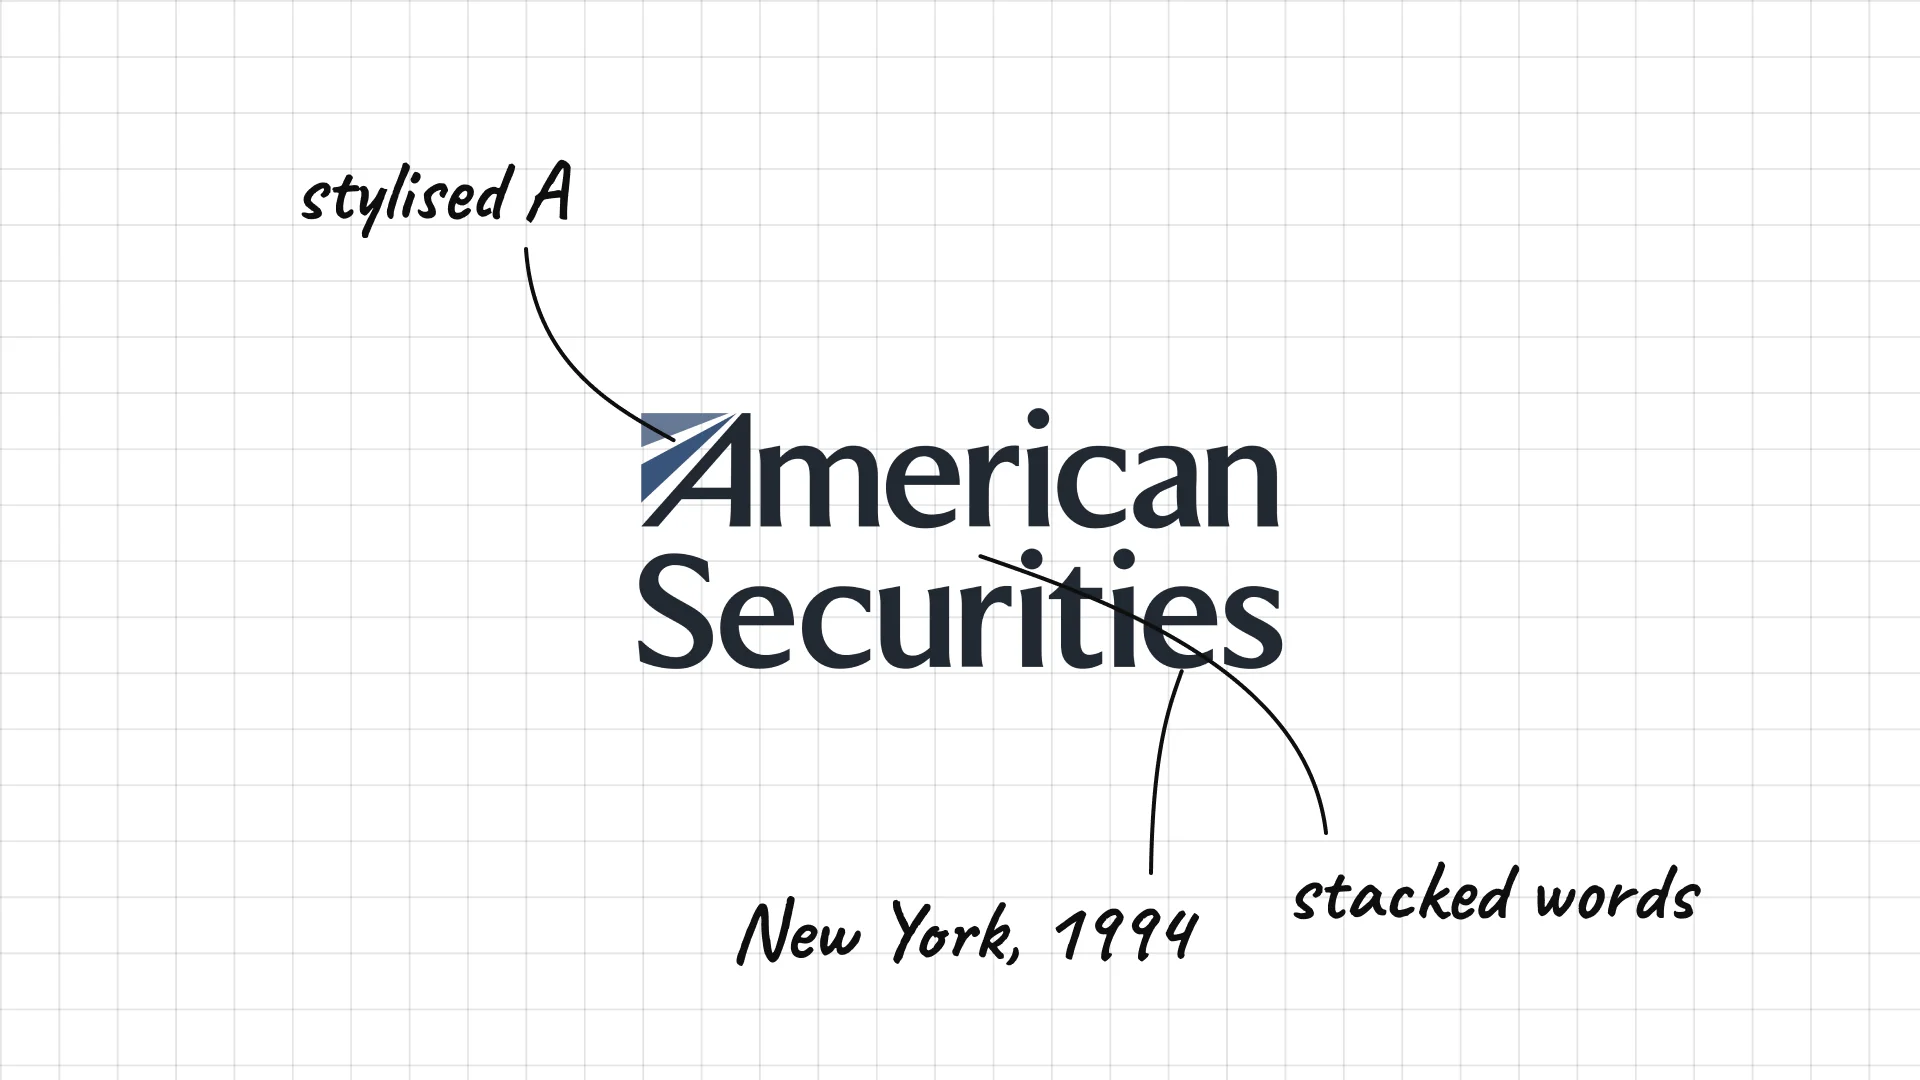 stylised A
American
Securities
New York, 1994
stacked words